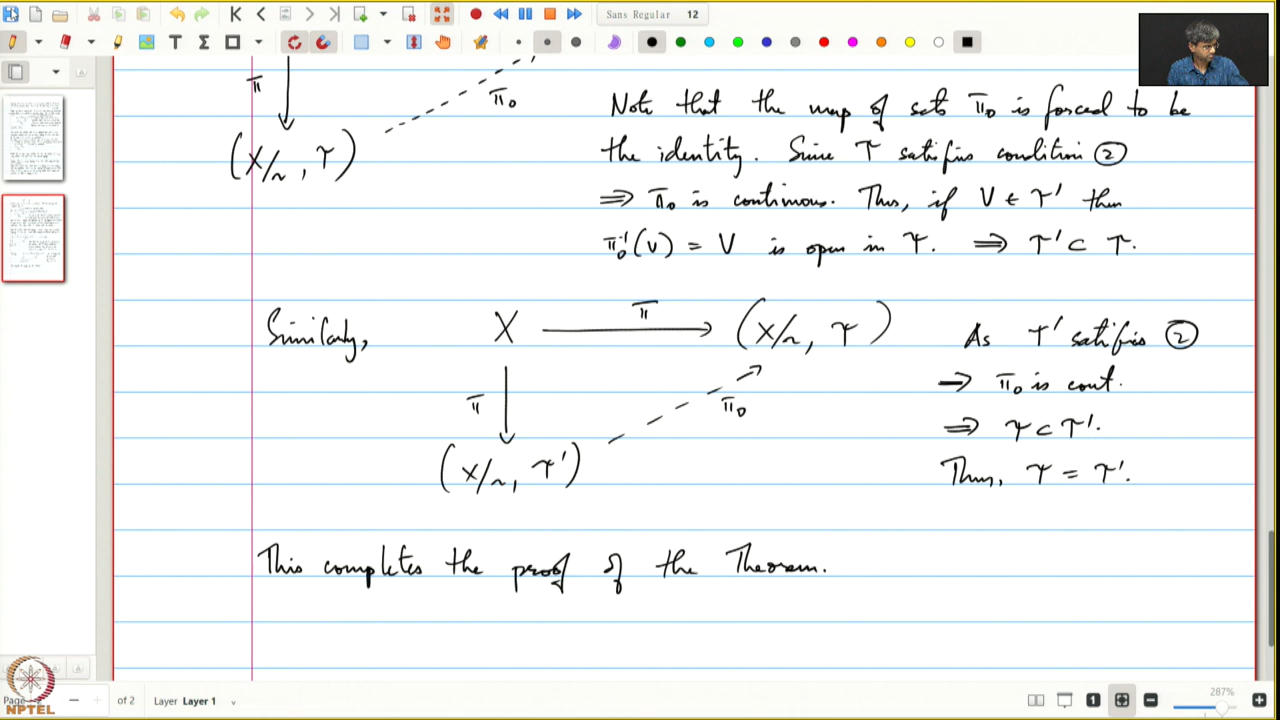 Sans Regular 12
π
π₀
(X/~, τ)
Note that the map of sets π₀ is forced to be
the identity. Since τ satisfies condition ②
⟹ π₀ is continuous. Thus, if V ∈ τ' then
π₀⁻¹(V) = V is open in τ. ⟹ τ' ⊂ τ.
Similarly, X π (X/~, τ) As τ' satisfies ②
π π₀ ⟹ π₀ is cont.
⟹ τ ⊂ τ'.
(X/~, τ') Thus, τ = τ'.
This completes the proof of the Theorem.
Page of 2 Layer Layer 1 287%
NPTEL